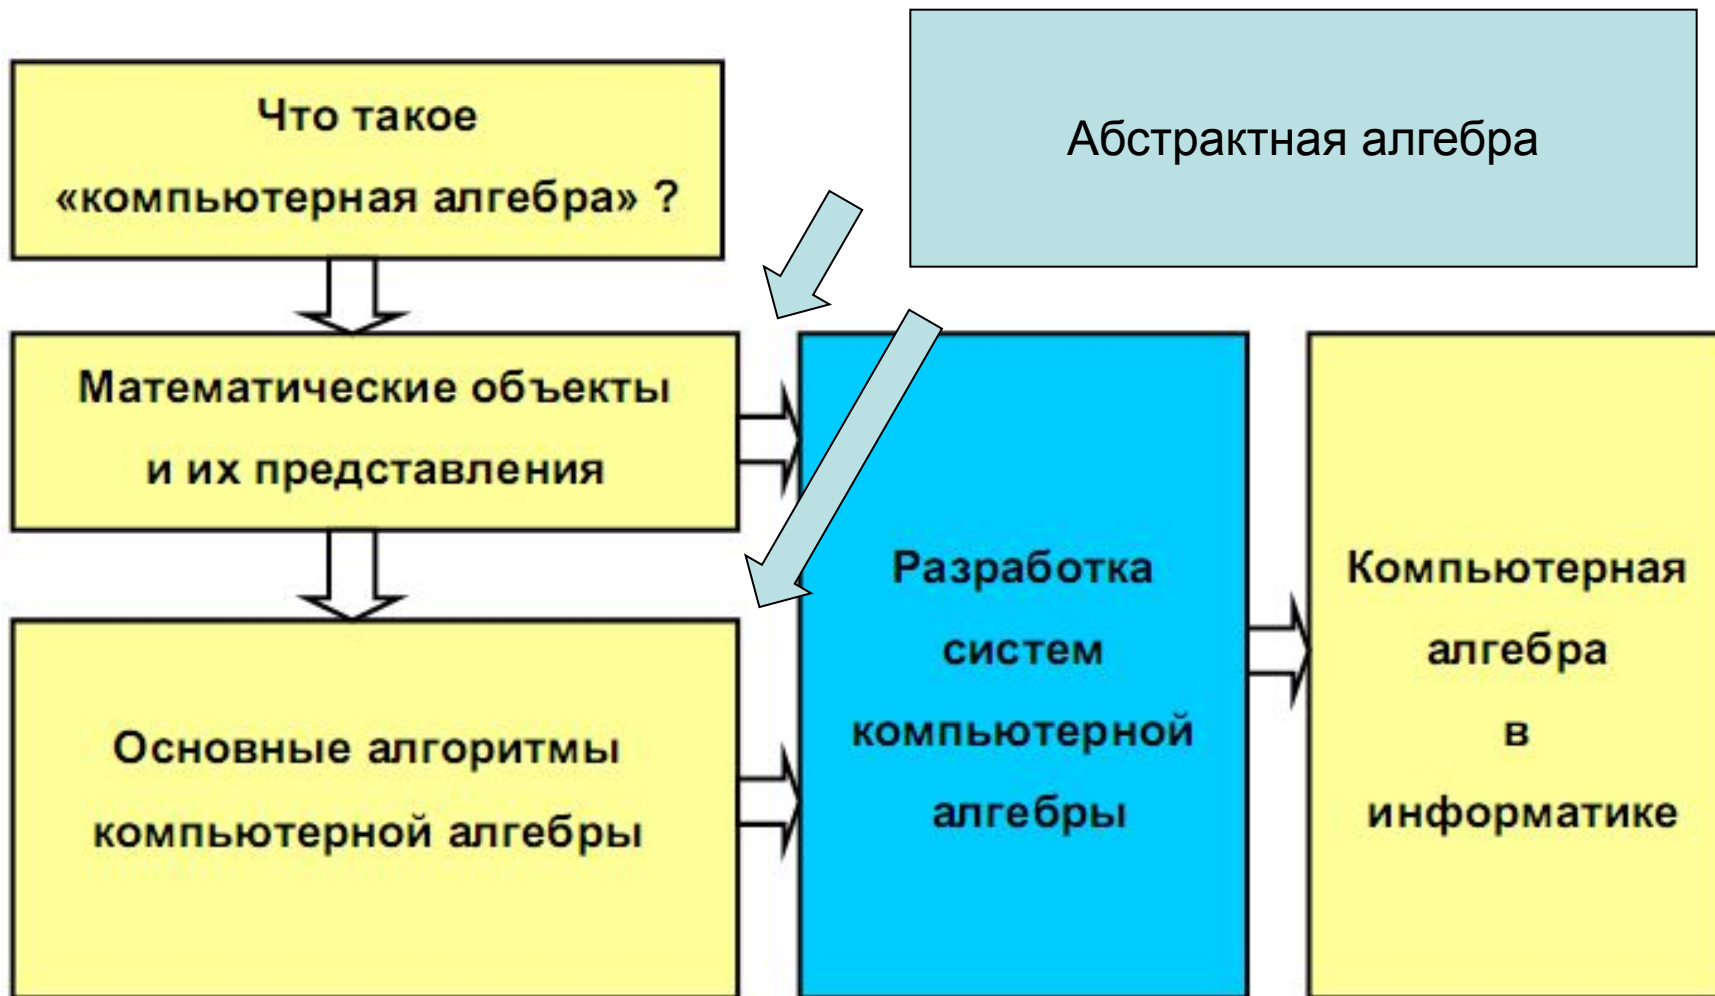 Что такое
«компьютерная алгебра» ?
Абстрактная алгебра
Математические объекты
и их представления
Основные алгоритмы
компьютерной алгебры
Разработка
систем
компьютерной
алгебры
Компьютерная
алгебра
в
информатике